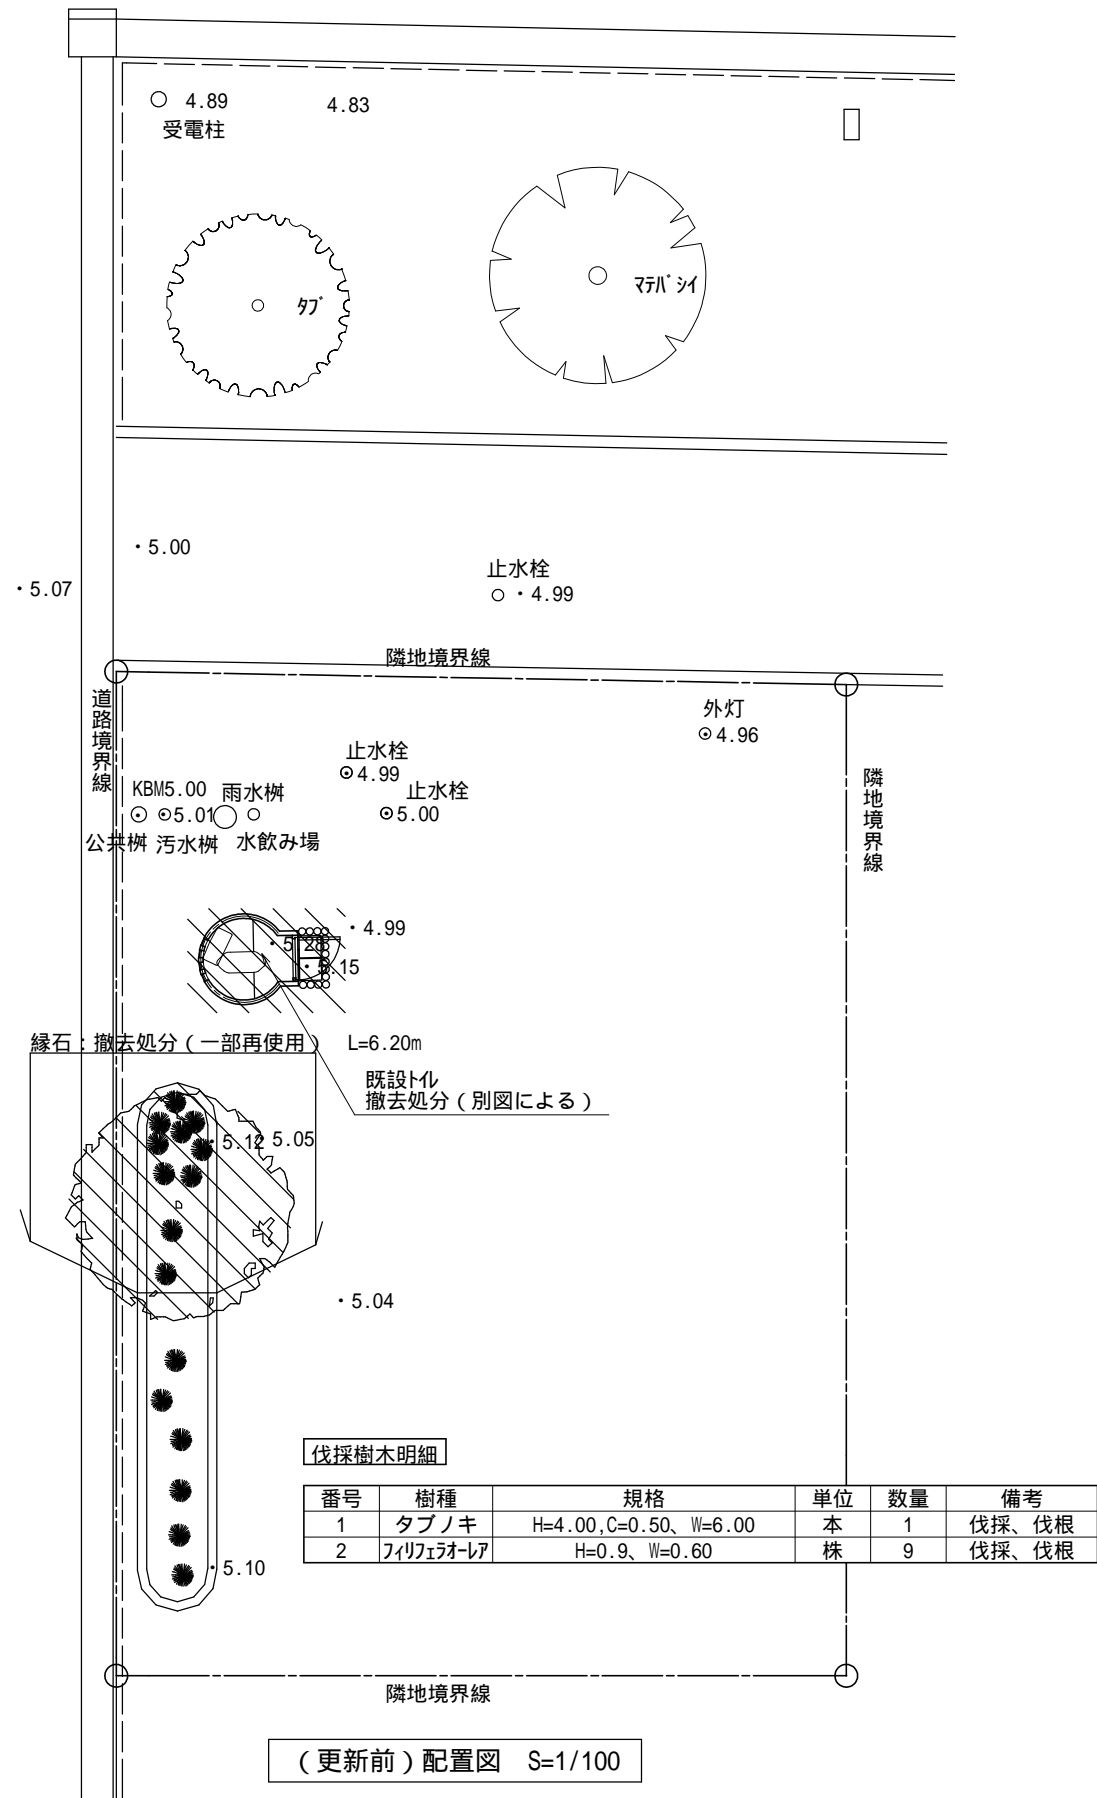 4.89 4.83
受電柱
タブ
マテバシイ
・5.00
・5.07
止水栓
・4.99
隣地境界線
道路境界線
外灯
4.96
止水栓
4.99
止水栓
5.00
KBM5.00 雨水桝
5.01
公共桝 汚水桝 水飲み場
隣地境界線
・4.99
・5.28
・5.15
縁石：撤去処分（一部再使用） L=6.20m
既設トイレ
撤去処分（別図による）
・5.12 5.05
・5.04
伐採樹木明細
番号 樹種 規格 単位 数量 備考
1 タブノキ H=4.00,C=0.50、W=6.00 本 1 伐採、伐根
2 フィリフェラオーレア H=0.9、W=0.60 株 9 伐採、伐根
・5.10
隣地境界線
（更新前）配置図 S=1/100